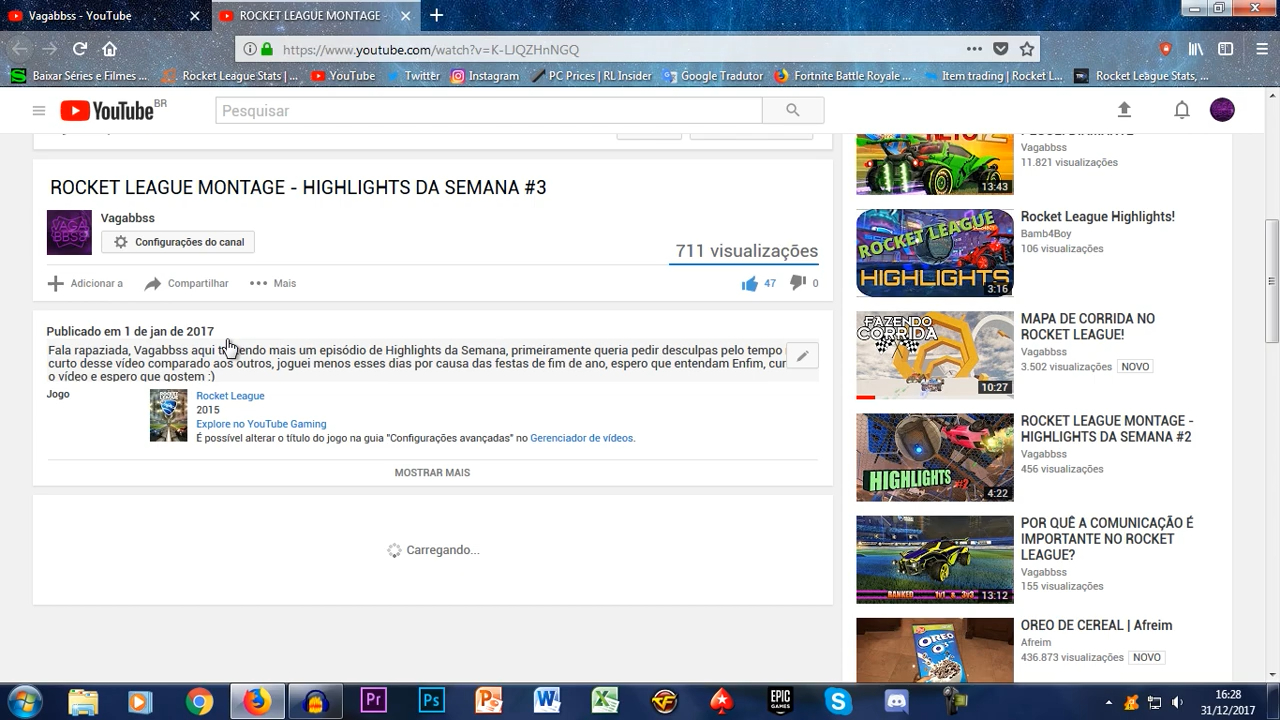 Vagabbss - YouTube
ROCKET LEAGUE MONTAGE -
https://www.youtube.com/watch?v=K-LJQZHnNGQ
Baixar Séries e Filmes ...
Rocket League Stats | ...
YouTube
Twitter
Instagram
PC Prices | RL Insider
Google Tradutor
Fortnite Battle Royale ...
Item trading | Rocket L...
Rocket League Stats, ...
YouTube BR
Pesquisar
ROCKET LEAGUE MONTAGE - HIGHLIGHTS DA SEMANA #3
Vagabbss
Configurações do canal
711 visualizações
Adicionar a
Compartilhar
Mais
47
0
Publicado em 1 de jan de 2017
Fala rapaziada, Vagabbss aqui trazendo mais um episódio de Highlights da Semana, primeiramente queria pedir desculpas pelo tempo
curto desse vídeo comparado aos outros, joguei menos esses dias por causa das festas de fim de ano, espero que entendam Enfim, cur
o vídeo e espero que gostem :)
Jogo
Rocket League
2015
Explore no YouTube Gaming
É possível alterar o título do jogo na guia "Configurações avançadas" no Gerenciador de vídeos.
MOSTRAR MAIS
Carregando...
13:43
Vagabbss
11.821 visualizações
ROCKET LEAGUE
HIGHLIGHTS
3:16
Rocket League Highlights!
Bamb4Boy
106 visualizações
FAZENDO
CORRIDA
10:27
MAPA DE CORRIDA NO
ROCKET LEAGUE!
Vagabbss
3.502 visualizações
NOVO
HIGHLIGHTS #2
4:22
ROCKET LEAGUE MONTAGE -
HIGHLIGHTS DA SEMANA #2
Vagabbss
456 visualizações
13:12
POR QUÊ A COMUNICAÇÃO É
IMPORTANTE NO ROCKET
LEAGUE?
Vagabbss
155 visualizações
OREO
OREO DE CEREAL | Afreim
Afreim
436.873 visualizações
NOVO
Pr
Ps
EPIC
GAMES
16:28
31/12/2017